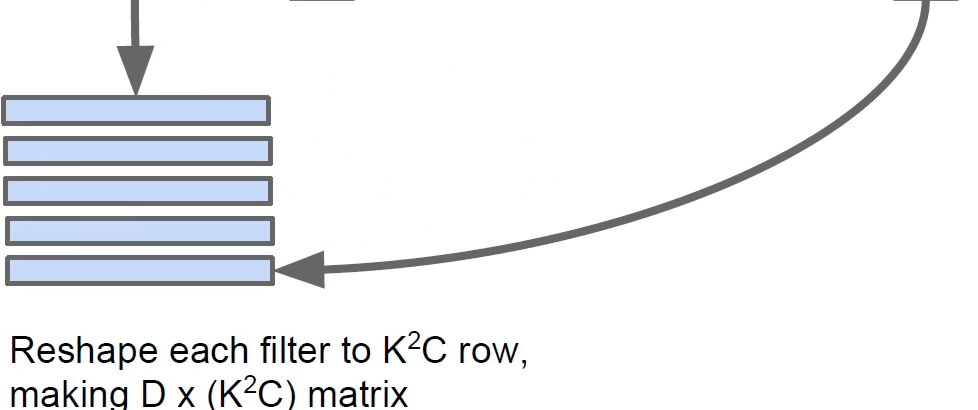 Reshape each filter to K²C row,
making D x (K²C) matrix